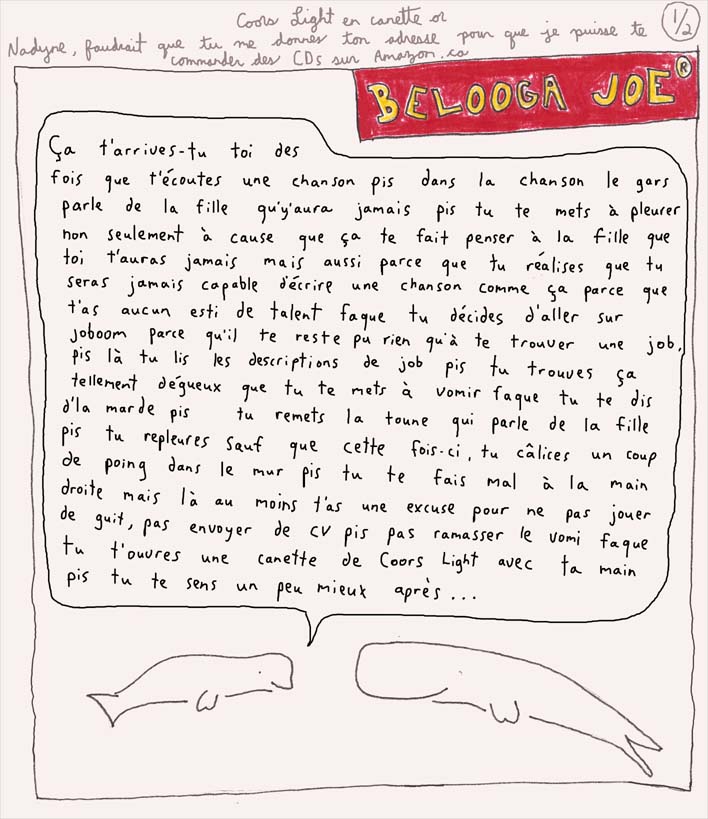 Coors Light en canette or
1/2
Nadyne, faudrait que tu me donnes ton adresse pour que je puisse te
commander des CDs sur Amazon.ca
BELOOGA JOE ®
Ça t'arrives-tu toi des
fois que t'écoutes une chanson pis dans la chanson le gars
parle de la fille qu'y'aura jamais pis tu te mets à pleurer
non seulement à cause que ça te fait penser à la fille que
toi t'auras jamais mais aussi parce que tu réalises que tu
seras jamais capable d'écrire une chanson comme ça parce que
t'as aucun esti de talent faque tu décides d'aller sur
joboom parce qu'il te reste pu rien qu'à te trouver une job,
pis là tu lis les descriptions de job pis tu trouves ça
tellement dégueux que tu te mets à vomir faque tu te dis
d'la marde pis tu remets la toune qui parle de la fille
pis tu repleures sauf que cette fois-ci, tu câlices un coup
de poing dans le mur pis tu te fais mal à la main
droite mais là au moins t'as une excuse pour ne pas jouer
de guit, pas envoyer de CV pis pas ramasser le vomi faque
tu t'ouvres une canette de Coors Light avec ta main
pis tu te sens un peu mieux après...